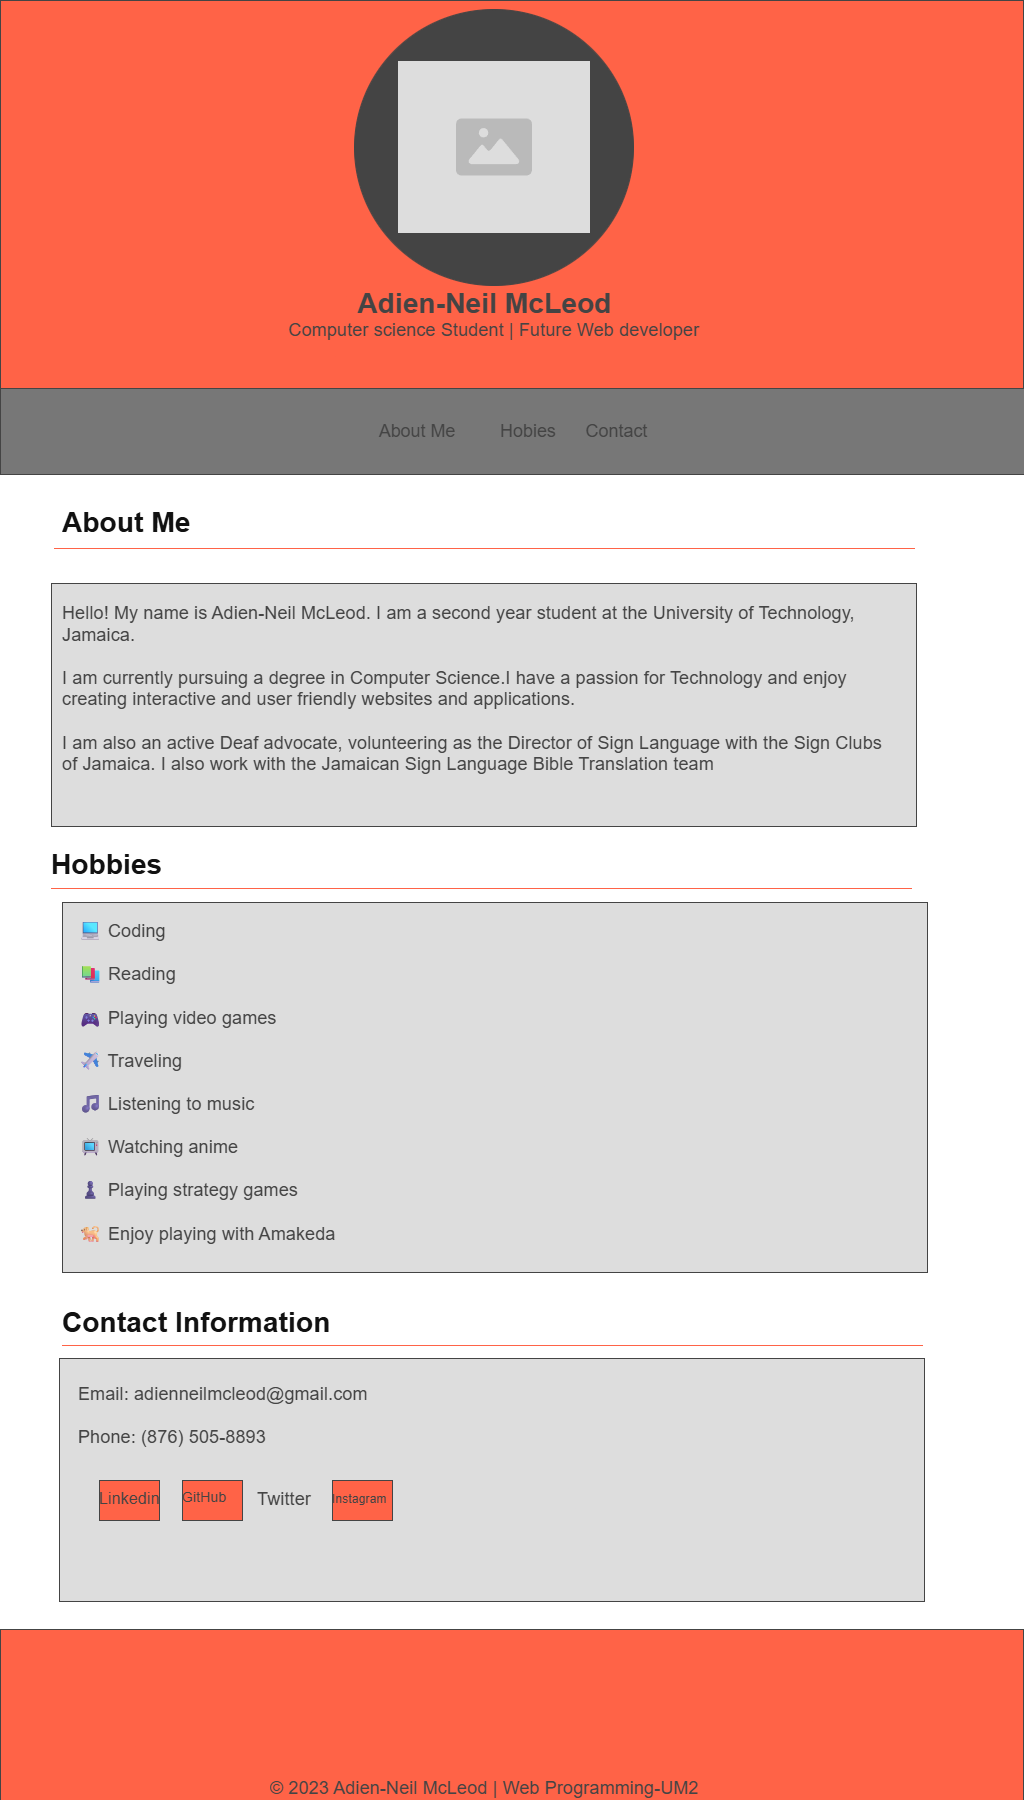 Adien-Neil McLeod
Computer science Student | Future Web developer
About Me Hobies Contact
About Me
Hello! My name is Adien-Neil McLeod. I am a second year student at the University of Technology,
Jamaica.
I am currently pursuing a degree in Computer Science.I have a passion for Technology and enjoy
creating interactive and user friendly websites and applications.
I am also an active Deaf advocate, volunteering as the Director of Sign Language with the Sign Clubs
of Jamaica. I also work with the Jamaican Sign Language Bible Translation team
Hobbies
Coding
Reading
Playing video games
Traveling
Listening to music
Watching anime
Playing strategy games
Enjoy playing with Amakeda
Contact Information
Email: adienneilmcleod@gmail.com
Phone: (876) 505-8893
Linkedin GitHub Twitter Instagram
© 2023 Adien-Neil McLeod | Web Programming-UM2